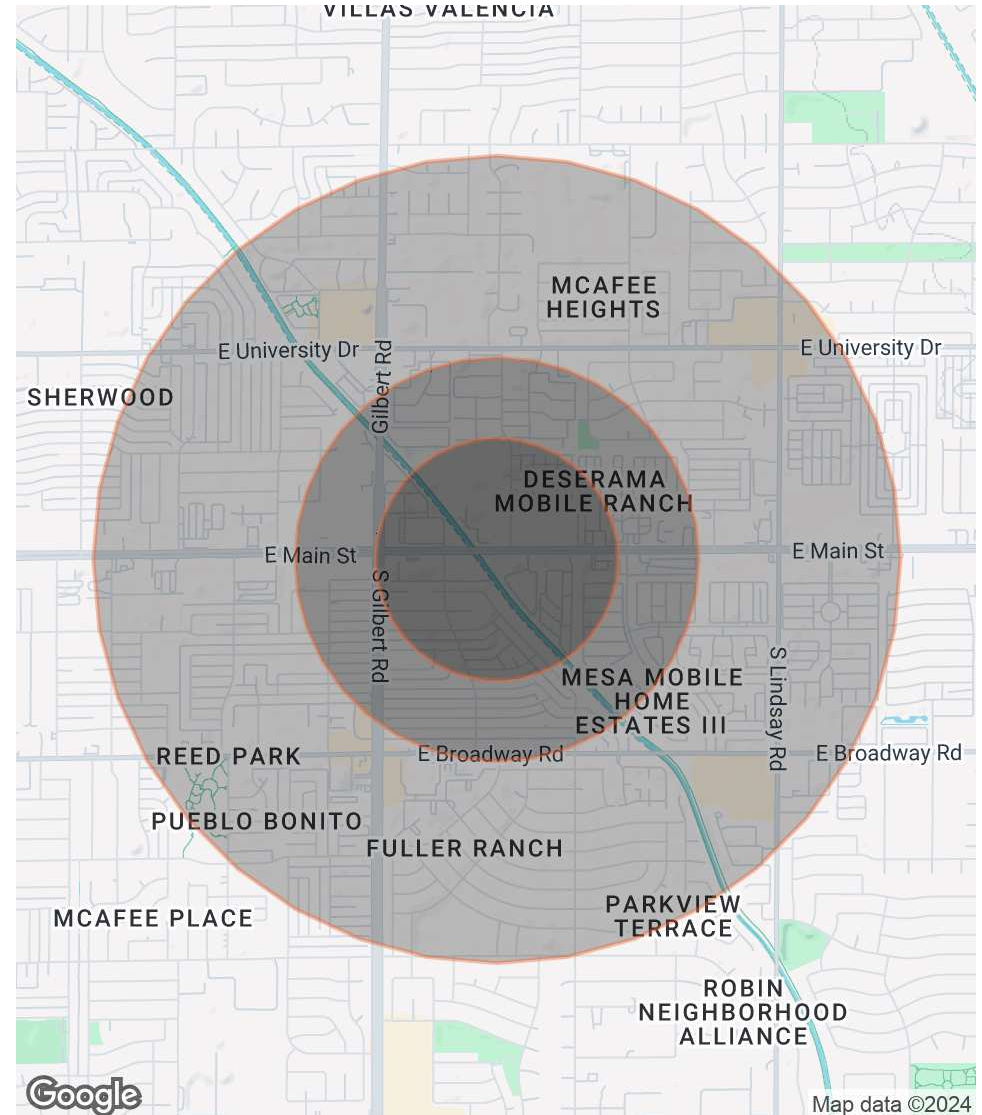 VILLAS VALENCIA
MCAFEE
HEIGHTS
E University Dr
E University Dr
Gilbert Rd
SHERWOOD
DESERAMA
MOBILE RANCH
E Main St
E Main St
S Gilbert Rd
S Lindsay Rd
MESA MOBILE
HOME
ESTATES III
REED PARK
E Broadway Rd
E Broadway Rd
PUEBLO BONITO
FULLER RANCH
MCAFEE PLACE
PARKVIEW
TERRACE
ROBIN
NEIGHBORHOOD
ALLIANCE
Google
Map data ©2024